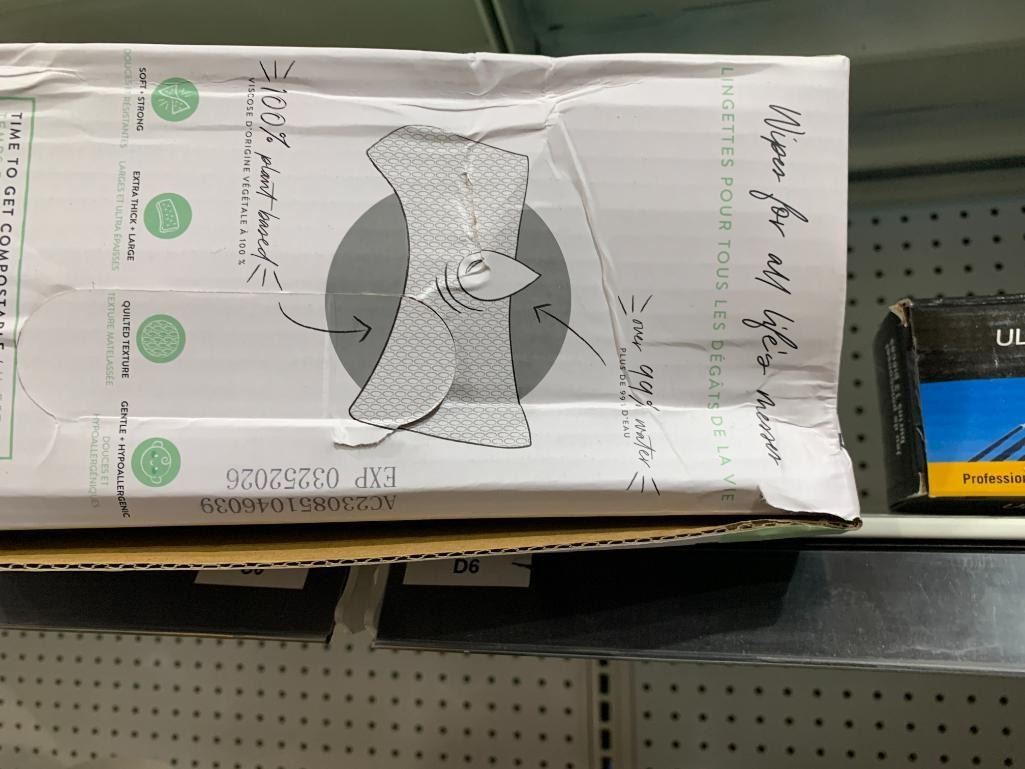 Wipes for all life's messes
LINGETTES POUR TOUS LES DÉGÂTS DE LA VIE
over 99% water
PLUS DE 99% D'EAU
100% plant based
VISCOSE D'ORIGINE VÉGÉTALE À 100 %
SOFT + STRONG
DOUCES ET RÉSISTANTES
EXTRA THICK + LARGE
LARGES ET ULTRA ÉPAISSES
QUILTED TEXTURE
TEXTURE MATELASSÉE
GENTLE + HYPOALLERGENIC
DOUCES ET
HYPOALLERGÉNIQUES
TIME TO GET COMPOSTABLE
AC230851046039
EXP 03252026
D6
UL
Profession